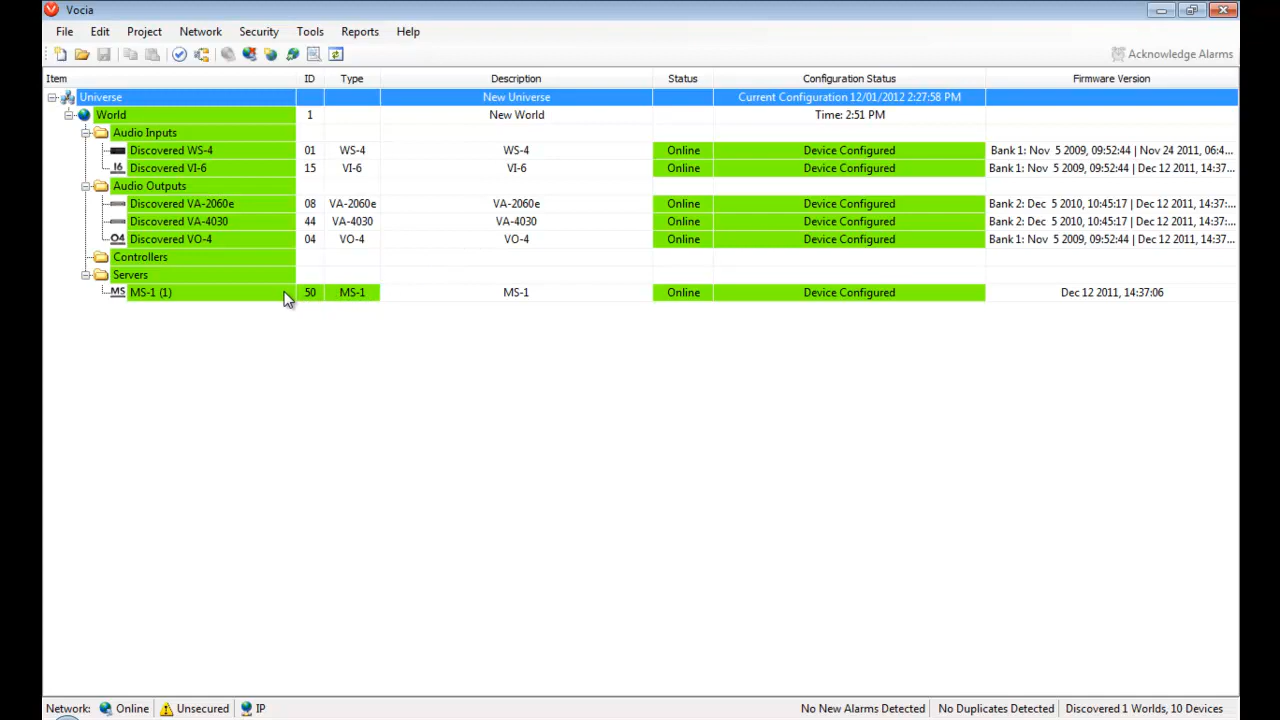 Vocia
File Edit Project Network Security Tools Reports Help
Acknowledge Alarms
Item ID Type Description Status Configuration Status Firmware Version
Universe New Universe Current Configuration 12/01/2012 2:27:58 PM
World 1 New World Time: 2:51 PM
Audio Inputs
Discovered WS-4 01 WS-4 WS-4 Online Device Configured Bank 1: Nov 5 2009, 09:52:44 | Nov 24 2011, 06:4...
I6 Discovered VI-6 15 VI-6 VI-6 Online Device Configured Bank 1: Nov 5 2009, 09:52:44 | Dec 12 2011, 14:37...
Audio Outputs
Discovered VA-2060e 08 VA-2060e VA-2060e Online Device Configured Bank 2: Dec 5 2010, 10:45:17 | Dec 12 2011, 14:37:...
Discovered VA-4030 44 VA-4030 VA-4030 Online Device Configured Bank 2: Dec 5 2010, 10:45:17 | Dec 12 2011, 14:37:...
O4 Discovered VO-4 04 VO-4 VO-4 Online Device Configured Bank 1: Nov 5 2009, 09:52:44 | Dec 12 2011, 14:37...
Controllers
Servers
MS MS-1 (1) 50 MS-1 MS-1 Online Device Configured Dec 12 2011, 14:37:06
Network: Online Unsecured IP No New Alarms Detected No Duplicates Detected Discovered 1 Worlds, 10 Devices